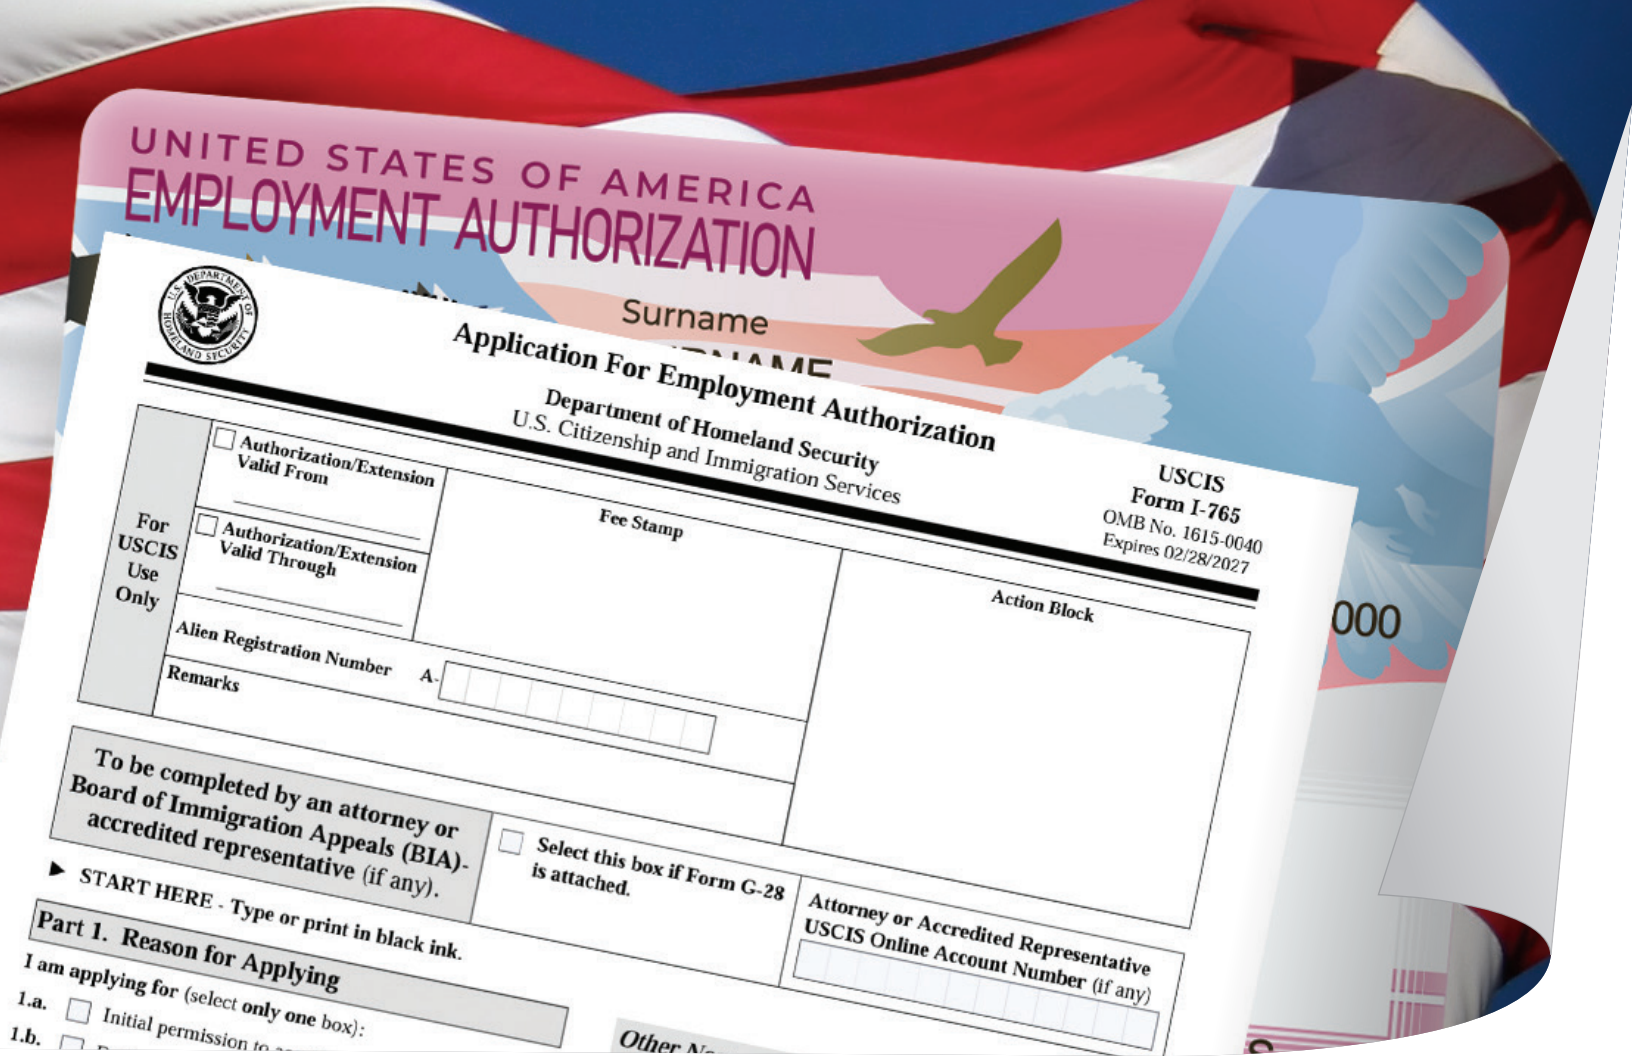 UNITED STATES OF AMERICA
EMPLOYMENT AUTHORIZATION
Surname
U.S. DEPARTMENT OF HOMELAND SECURITY
Application For Employment Authorization
Department of Homeland Security
U.S. Citizenship and Immigration Services
USCIS
Form I-765
OMB No. 1615-0040
Expires 02/28/2027
For
USCIS
Use
Only
Authorization/Extension
Valid From
Authorization/Extension
Valid Through
Fee Stamp
Action Block
Alien Registration Number A-
Remarks
000
To be completed by an attorney or
Board of Immigration Appeals (BIA)-
accredited representative (if any).
Select this box if Form G-28
is attached.
Attorney or Accredited Representative
USCIS Online Account Number (if any)
► START HERE - Type or print in black ink.
Part 1. Reason for Applying
I am applying for (select only one box):
1.a. Initial permission to
1.b.
Other